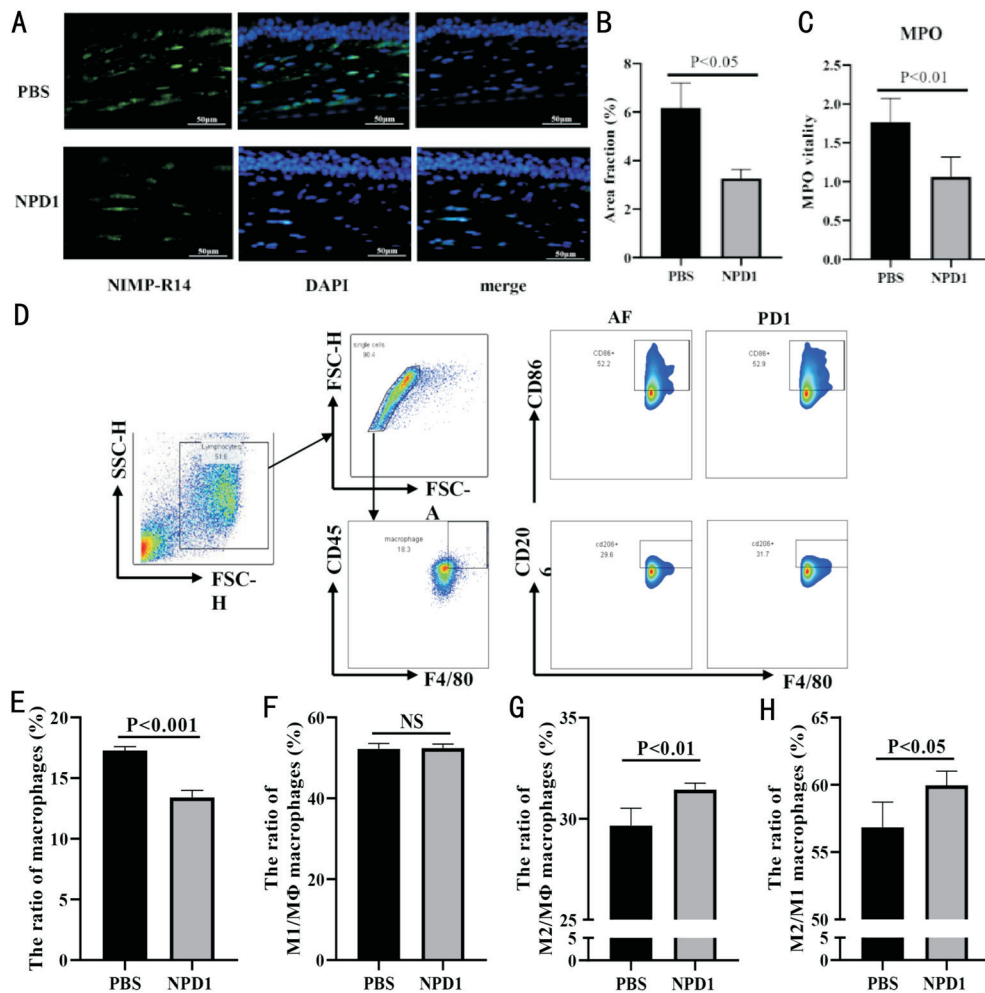 A
PBS
50μm
50μm
50μm
NPD1
50μm
50μm
50μm
NIMP-R14
DAPI
merge
B
P<0.05
Area fraction (%)
8
6
4
2
0
PBS
NPD1
C
MPO
P<0.01
MPO vitality
2.5
2.0
1.5
1.0
0.5
0.0
PBS
NPD1
D
SSC-H
Lymphocytes
51.6
FSC-
H
FSC-H
single cells
90.4
FSC-
A
CD45
macrophage
18.3
F4/80
AF
PD1
CD86
CD86+
52.2
CD86+
52.9
CD20
6
cd206+
29.6
cd206+
31.7
F4/80
E
P<0.001
The ratio of macrophages (%)
20
15
10
5
0
PBS
NPD1
F
NS
The ratio of
M1/MΦ macrophages (%)
60
40
20
0
PBS
NPD1
G
P<0.01
The ratio of
M2/MΦ macrophages (%)
35
30
25
5
0
PBS
NPD1
H
P<0.05
The ratio of
M2/M1 macrophages (%)
65
60
55
50
5
0
PBS
NPD1